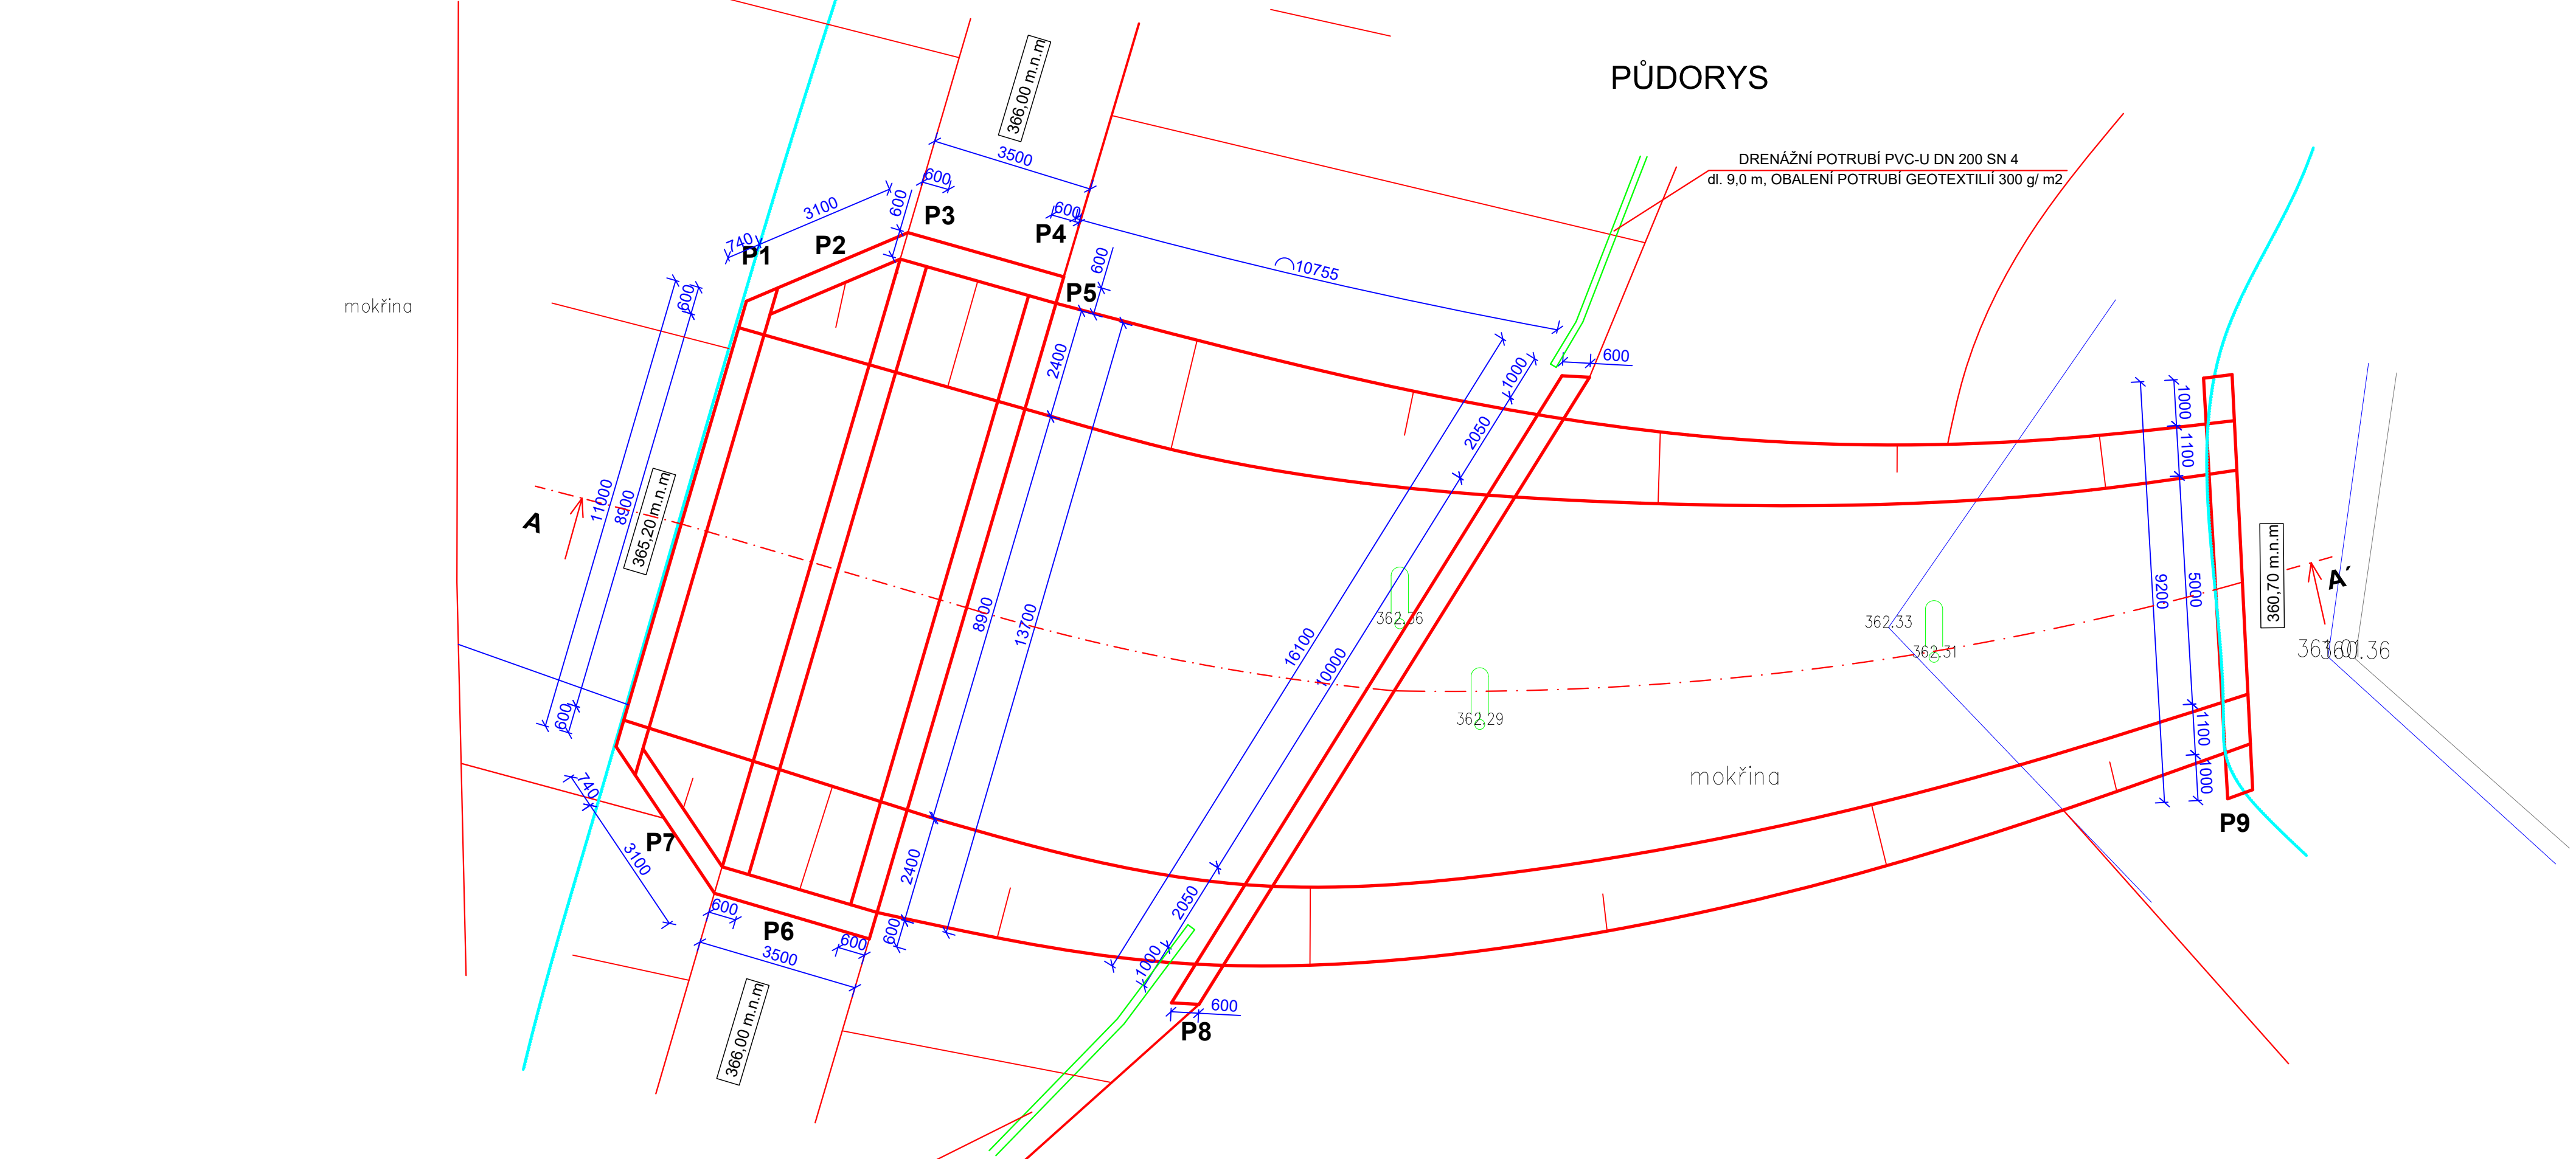 PŮDORYS
366,00 m.n.m
3500
DRENÁŽNÍ POTRUBÍ PVC-U DN 200 SN 4
dl. 9,0 m, OBALENÍ POTRUBÍ GEOTEXTILIÍ 300 g/ m2
600
3100
600
P3
600
P4
740
P1
P2
600
10755
P5
mokřina
600
2400
1000
600
2050
1000
1100
11000
8900
365,20 m.n.m
A
8900
13700
16100
10000
362.36
362.33
362.31
9200
5000
360,70 m.n.m
A´
361.01
360.36
362.29
600
mokřina
1100
1000
740
3100
P7
P9
2400
2050
600
P6
600
600
3500
1000
600
P8
366,00 m.n.m